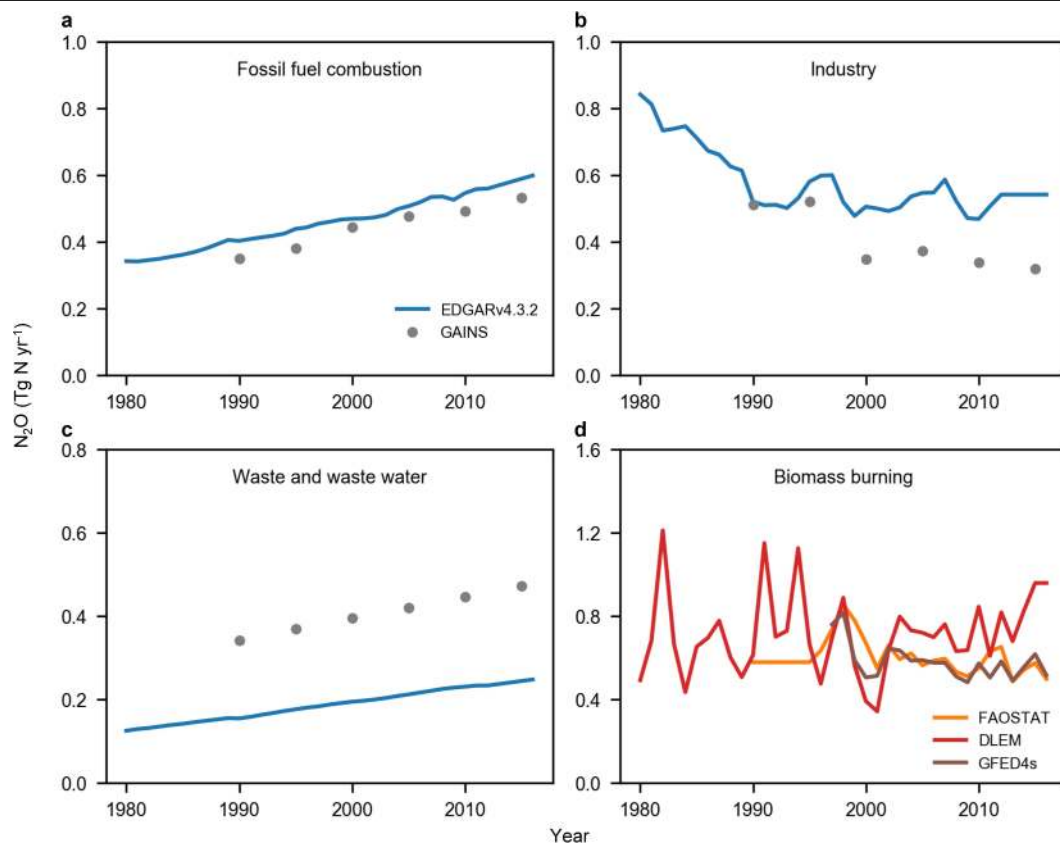 a
Fossil fuel combustion
1.0
0.8
0.6
0.4
0.2
0.0
EDGARv4.3.2
GAINS
1980 1990 2000 2010
b
Industry
1.0
0.8
0.6
0.4
0.2
0.0
1980 1990 2000 2010
N₂O (Tg N yr⁻¹)
c
Waste and waste water
0.8
0.6
0.4
0.2
0.0
1980 1990 2000 2010
d
Biomass burning
1.6
1.2
0.8
0.4
0.0
FAOSTAT
DLEM
GFED4s
1980 1990 2000 2010
Year